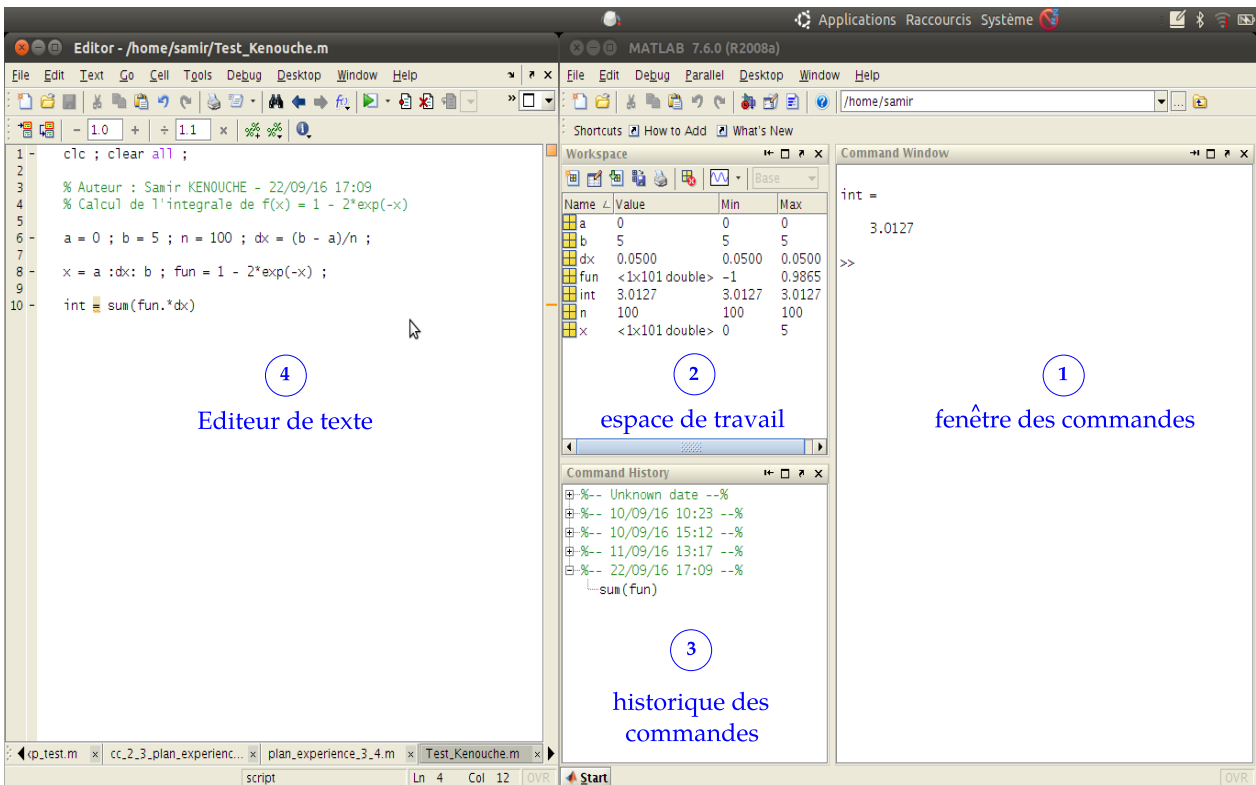 Applications Raccourcis Système
Editor - /home/samir/Test_Kenouche.m
File Edit Text Go Cell Tools Debug Desktop Window Help
- 1.0 + ÷ 1.1 ×
1 - clc ; clear all ;
2
3 % Auteur : Samir KENOUCHE - 22/09/16 17:09
4 % Calcul de l'integrale de f(x) = 1 - 2*exp(-x)
5
6 - a = 0 ; b = 5 ; n = 100 ; dx = (b - a)/n ;
7
8 - x = a :dx: b ; fun = 1 - 2*exp(-x) ;
9
10 - int = sum(fun.*dx)
4
Editeur de texte
p_test.m × cc_2_3_plan_experienc... × plan_experience_3_4.m × Test_Kenouche.m ×
script Ln 4 Col 12 OVR
MATLAB 7.6.0 (R2008a)
File Edit Debug Parallel Desktop Window Help
/home/samir
Shortcuts How to Add What's New
Workspace
Base
Name Value Min Max
a 0 0 0
b 5 5 5
dx 0.0500 0.0500 0.0500
fun <1x101 double> -1 0.9865
int 3.0127 3.0127 3.0127
n 100 100 100
x <1x101 double> 0 5
2
espace de travail
Command History
%-- Unknown date --%
%-- 10/09/16 10:23 --%
%-- 10/09/16 15:12 --%
%-- 11/09/16 13:17 --%
%-- 22/09/16 17:09 --%
sum(fun)
3
historique des
commandes
Command Window
int =
3.0127
>>
1
fenêtre des commandes
Start
OVR